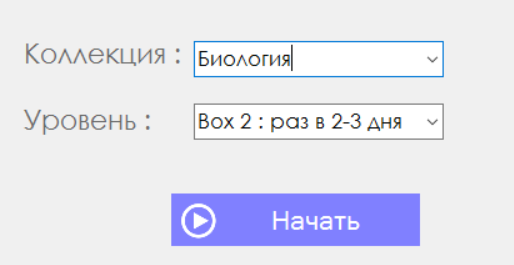 Коллекция : Биология
Уровень : Box 2 : раз в 2-3 дня
Начать